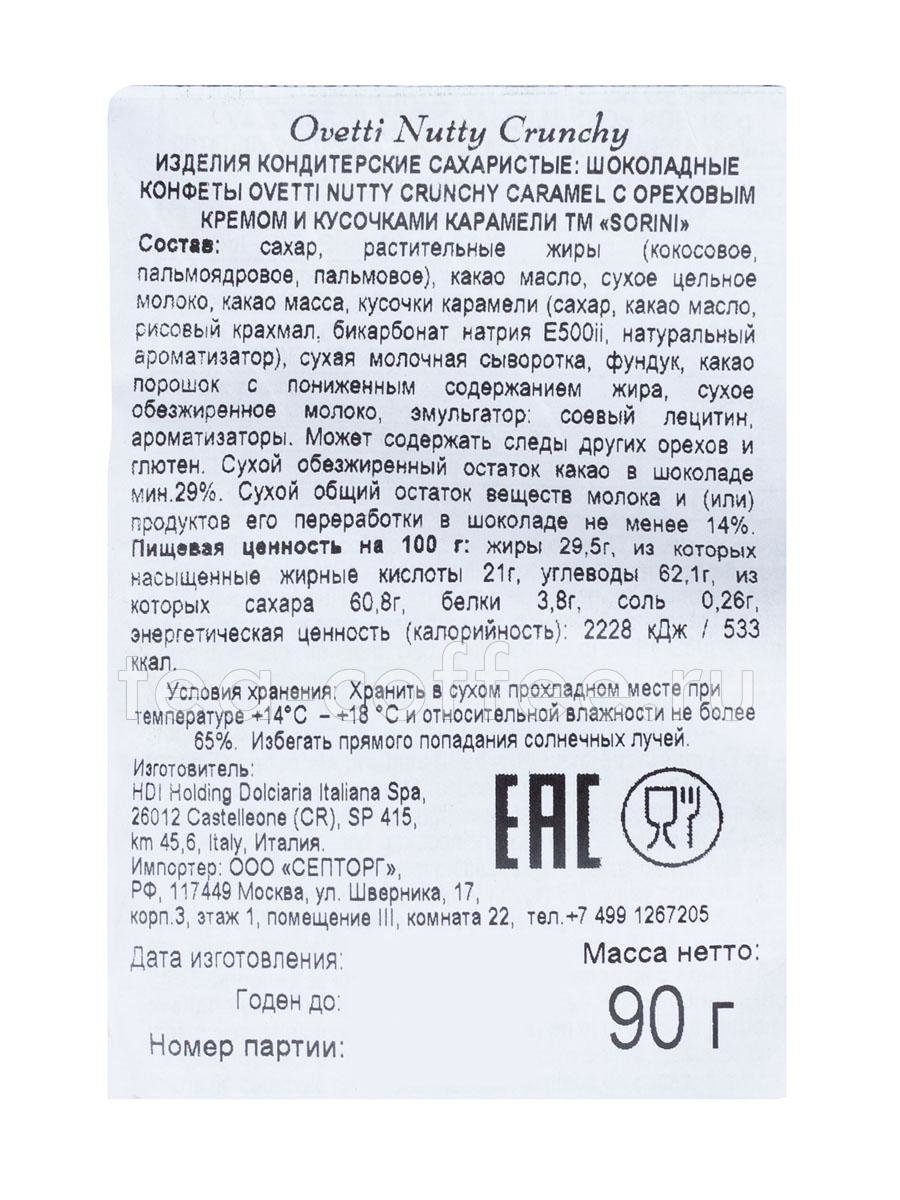 Ovetti Nutty Crunchy
ИЗДЕЛИЯ КОНДИТЕРСКИЕ САХАРИСТЫЕ: ШОКОЛАДНЫЕ
КОНФЕТЫ OVETTI NUTTY CRUNCHY CARAMEL С ОРЕХОВЫМ
КРЕМОМ И КУСОЧКАМИ КАРАМЕЛИ ТМ «SORINI»
Состав: сахар, растительные жиры (кокосовое,
пальмоядровое, пальмовое), какао масло, сухое цельное
молоко, какао масса, кусочки карамели (сахар, какао масло,
рисовый крахмал, бикарбонат натрия Е500ii, натуральный
ароматизатор), сухая молочная сыворотка, фундук, какао
порошок с пониженным содержанием жира, сухое
обезжиренное молоко, эмульгатор: соевый лецитин,
ароматизаторы. Может содержать следы других орехов и
глютен. Сухой обезжиренный остаток какао в шоколаде
мин.29%. Сухой общий остаток веществ молока и (или)
продуктов его переработки в шоколаде не менее 14%.
Пищевая ценность на 100 г: жиры 29,5г, из которых
насыщенные жирные кислоты 21г, углеводы 62,1г, из
которых сахара 60,8г, белки 3,8г, соль 0,26г,
энергетическая ценность (калорийность): 2228 кДж / 533
ккал.
tea-coffee.ru
Условия хранения: Хранить в сухом прохладном месте при
температуре +14°С – +18 °С и относительной влажности не более
65%. Избегать прямого попадания солнечных лучей.
Изготовитель:
HDI Holding Dolciaria Italiana Spa,
26012 Castelleone (CR), SP 415,
km 45,6, Italy, Италия.
Импортер: ООО «СЕПТОРГ»,
РФ, 117449 Москва, ул. Шверника, 17,
корп.3, этаж 1, помещение III, комната 22, тел.+7 499 1267205
EAC
Дата изготовления:
Годен до:
Номер партии:
Масса нетто:
90 г